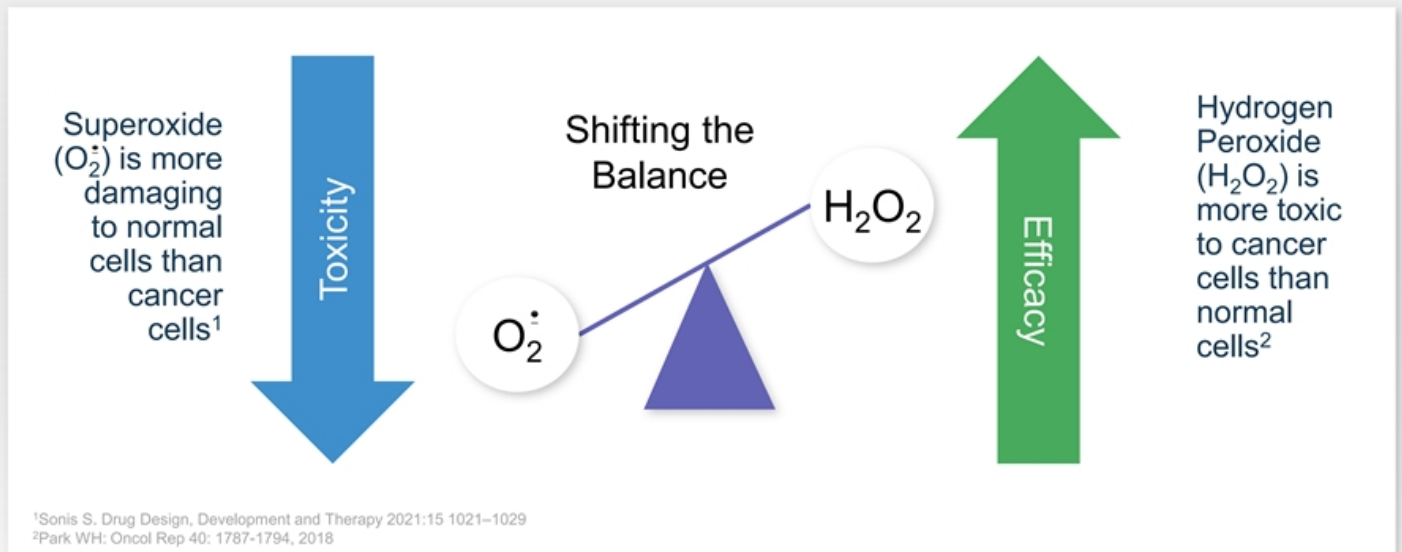 Superoxide
(O₂•⁻) is more
damaging
to normal
cells than
cancer
cells¹
Toxicity
Shifting the
Balance
O₂•⁻
H₂O₂
Efficacy
Hydrogen
Peroxide
(H₂O₂) is
more toxic
to cancer
cells than
normal
cells²
¹Sonis S. Drug Design, Development and Therapy 2021:15 1021–1029
²Park WH: Oncol Rep 40: 1787-1794, 2018